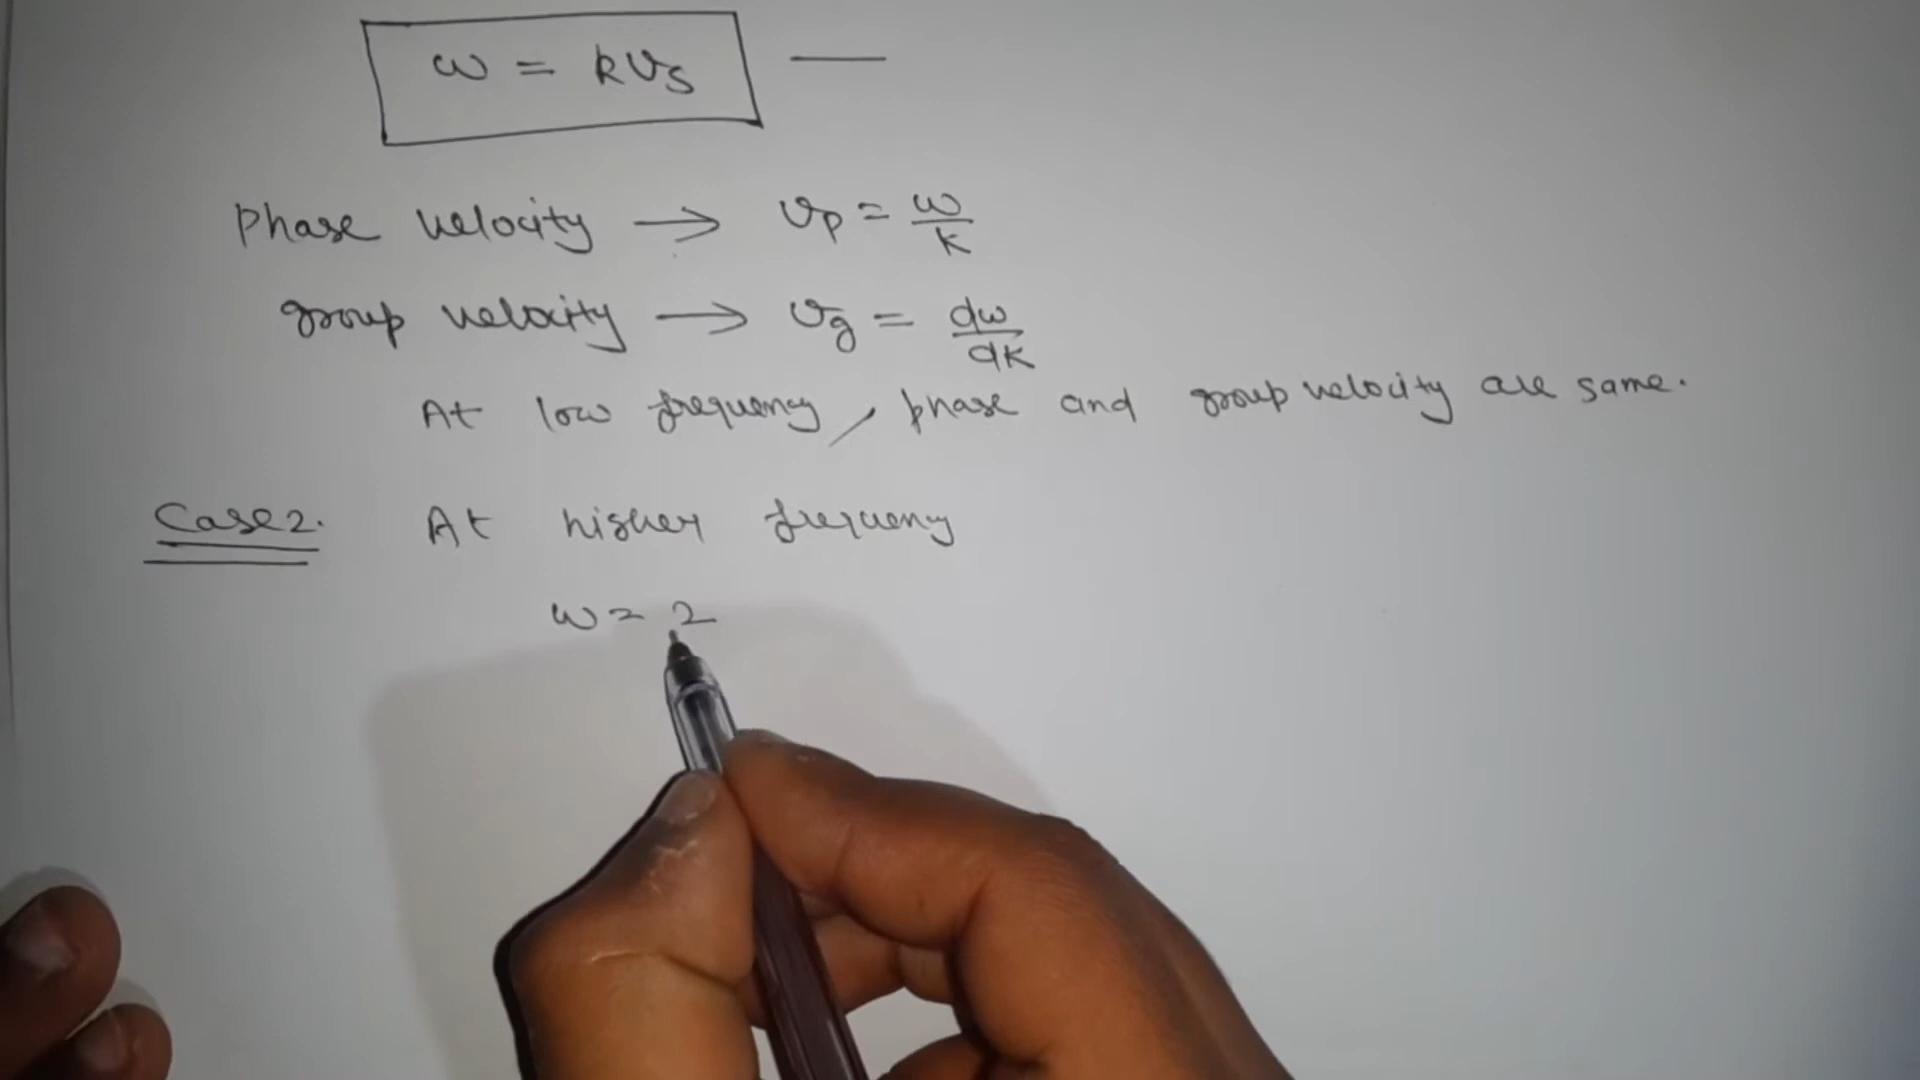 ω = kvs
Phase velocity → vp = ω/k
group velocity → vg = dω/dk
At low frequency, phase and group velocity are same.
Case 2. At higher frequency
ω = 2